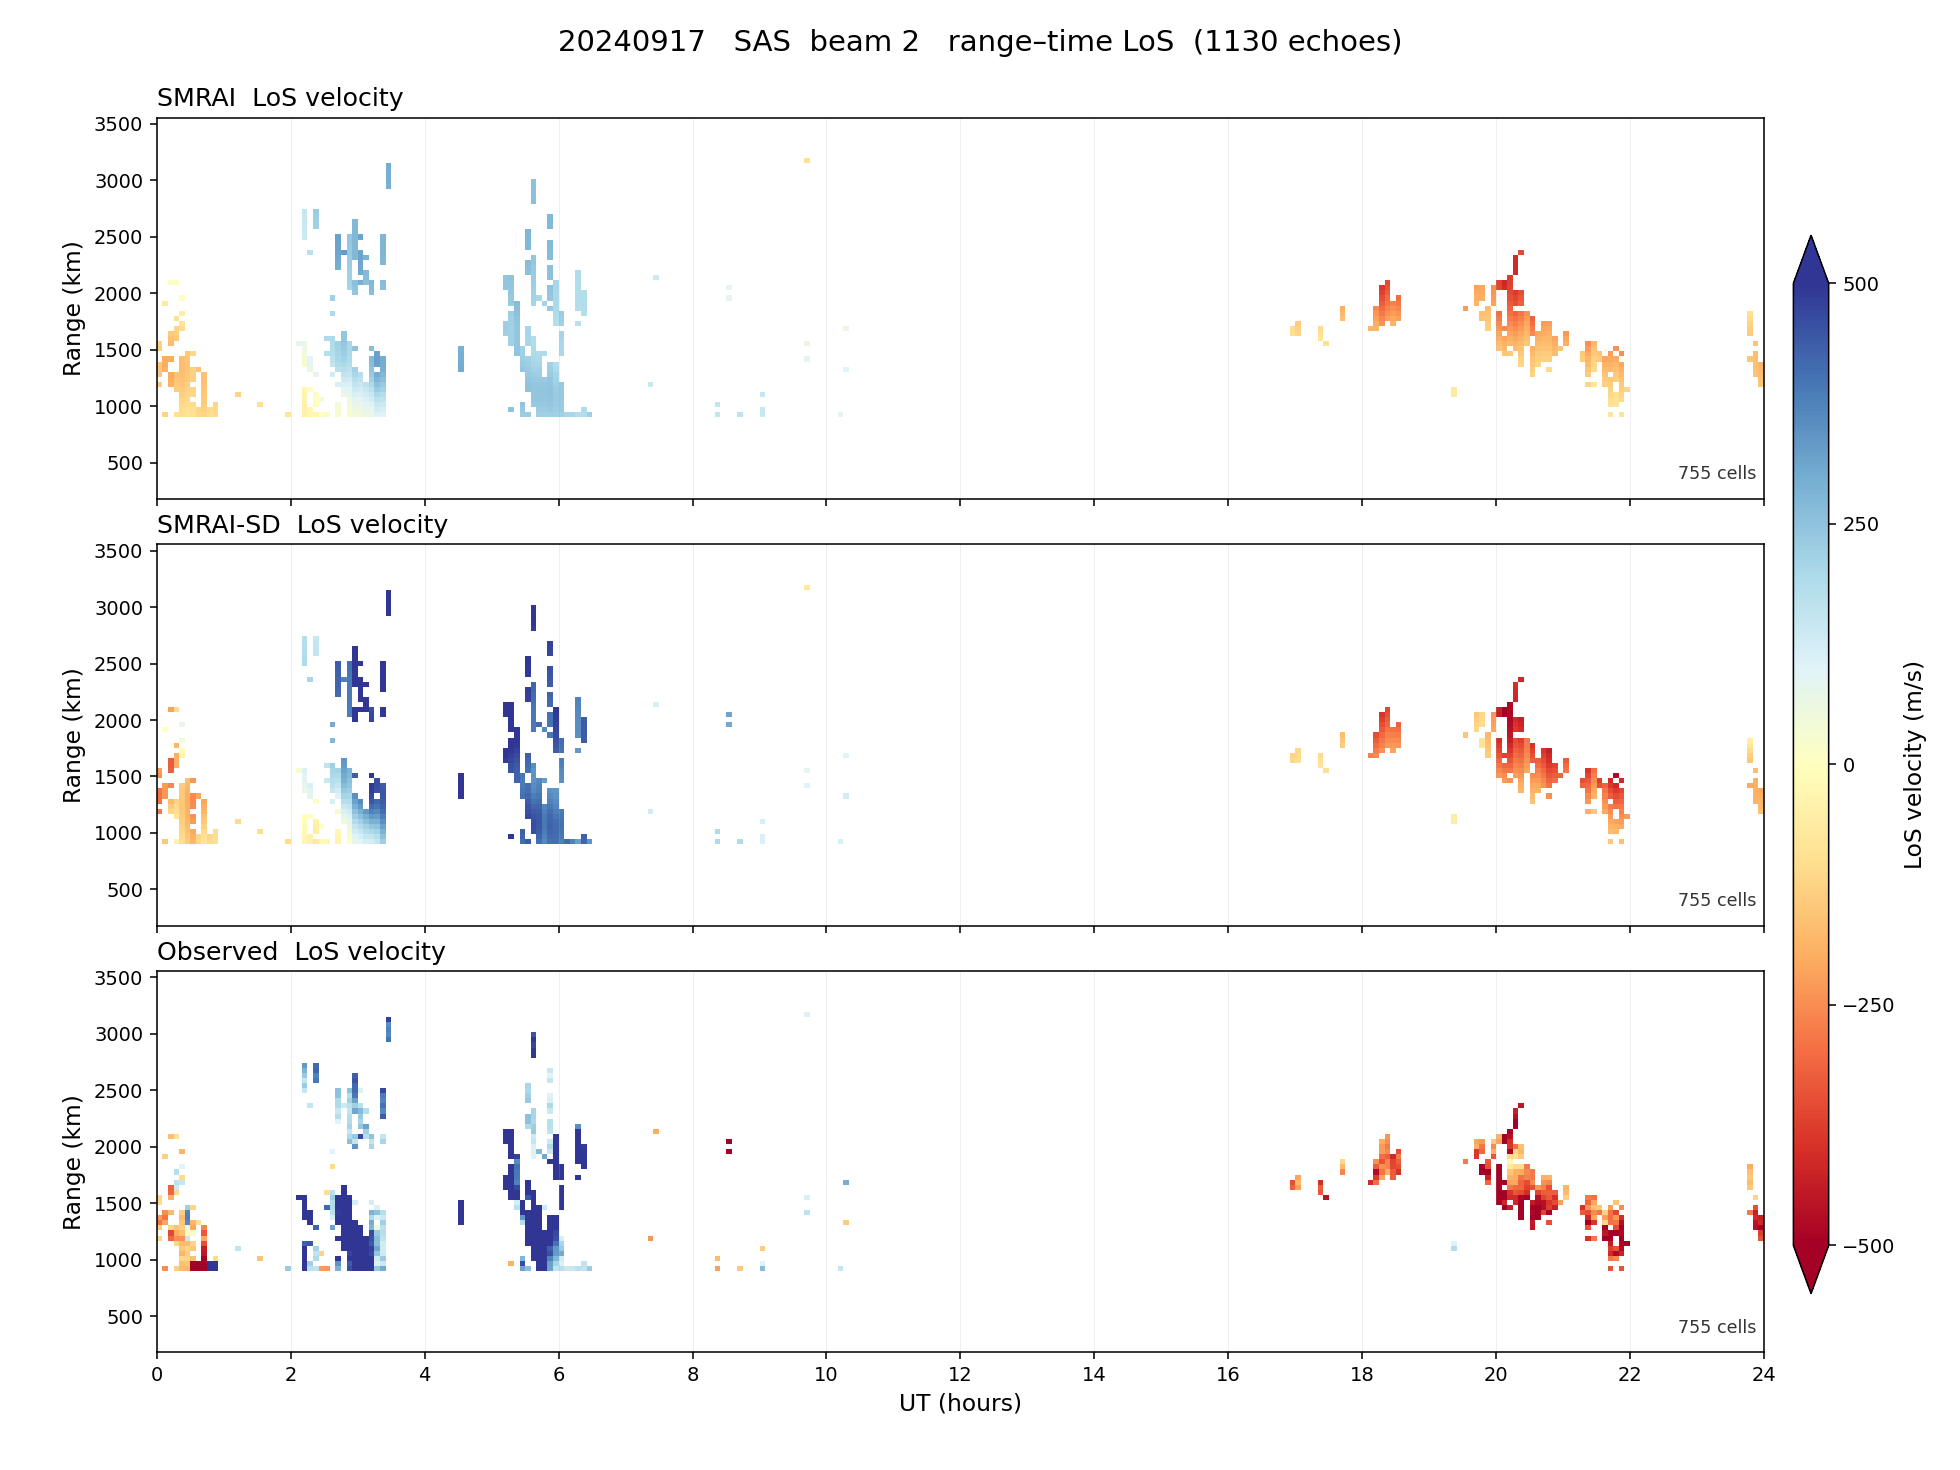 20240917   SAS  beam 2   range–time LoS  (1130 echoes)
SMRAI  LoS velocity
3500
3000
2500
2000
1500
1000
500
Range (km)
755 cells
SMRAI-SD  LoS velocity
3500
3000
2500
2000
1500
1000
500
Range (km)
755 cells
Observed  LoS velocity
3500
3000
2500
2000
1500
1000
500
Range (km)
755 cells
0 2 4 6 8 10 12 14 16 18 20 22 24
UT (hours)
500
250
0
−250
−500
LoS velocity (m/s)